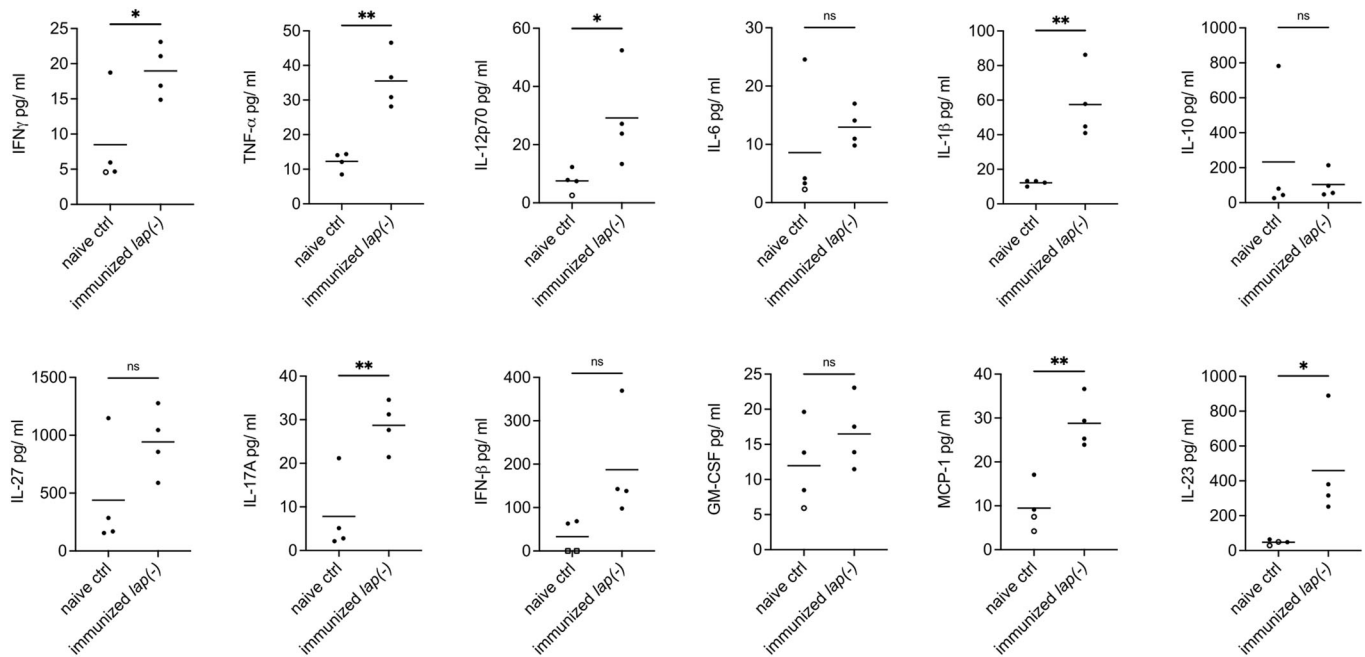 *
25
20
15
10
5
0
IFNγ pg/ ml
naive ctrl
immunized lap(-)
**
50
40
30
20
10
0
TNF-α pg/ ml
naive ctrl
immunized lap(-)
*
60
40
20
0
IL-12p70 pg/ ml
naive ctrl
immunized lap(-)
ns
30
20
10
0
IL-6 pg/ ml
naive ctrl
immunized lap(-)
**
100
80
60
40
20
0
IL-1β pg/ ml
naive ctrl
immunized lap(-)
ns
1000
800
600
400
200
0
IL-10 pg/ ml
naive ctrl
immunized lap(-)
ns
1500
1000
500
0
IL-27 pg/ ml
naive ctrl
immunized lap(-)
**
40
30
20
10
0
IL-17A pg/ ml
naive ctrl
immunized lap(-)
ns
400
300
200
100
0
IFN-β pg/ ml
naive ctrl
immunized lap(-)
ns
25
20
15
10
5
0
GM-CSF pg/ ml
naive ctrl
immunized lap(-)
**
40
30
20
10
0
MCP-1 pg/ ml
naive ctrl
immunized lap(-)
*
1000
800
600
400
200
0
IL-23 pg/ ml
naive ctrl
immunized lap(-)